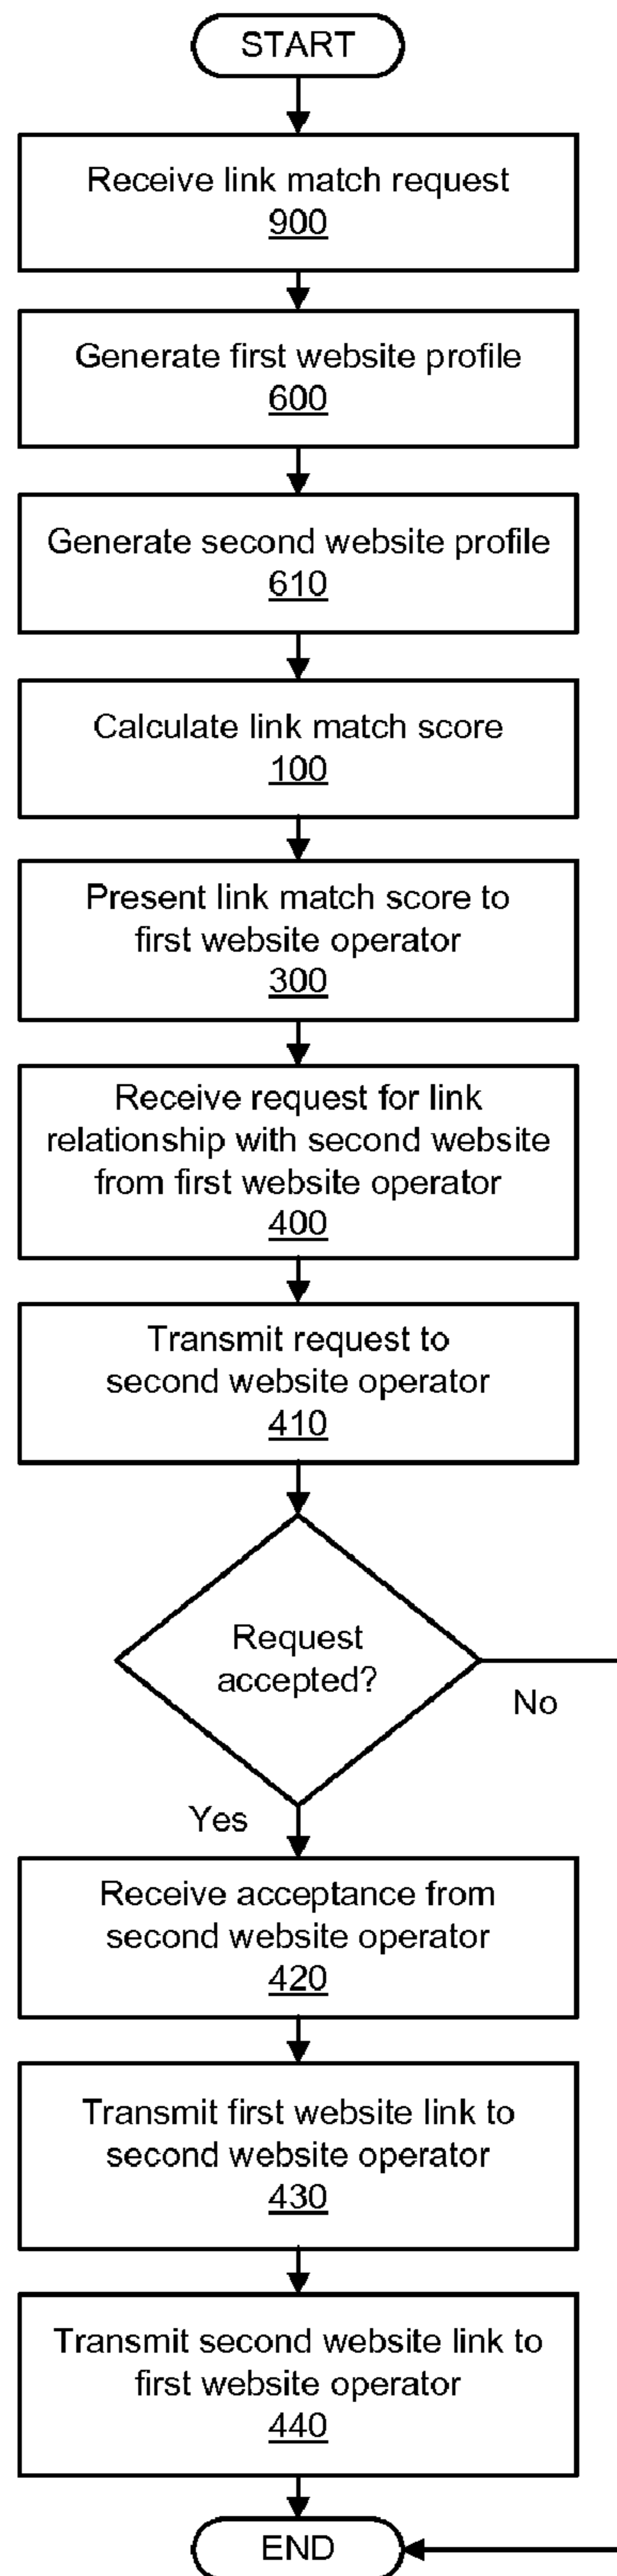 START
Receive link match request
900
Generate first website profile
600
Generate second website profile
610
Calculate link match score
100
Present link match score to
first website operator
300
Receive request for link
relationship with second website
from first website operator
400
Transmit request to
second website operator
410
Request
accepted?
No
Yes
Receive acceptance from
second website operator
420
Transmit first website link to
second website operator
430
Transmit second website link to
first website operator
440
END